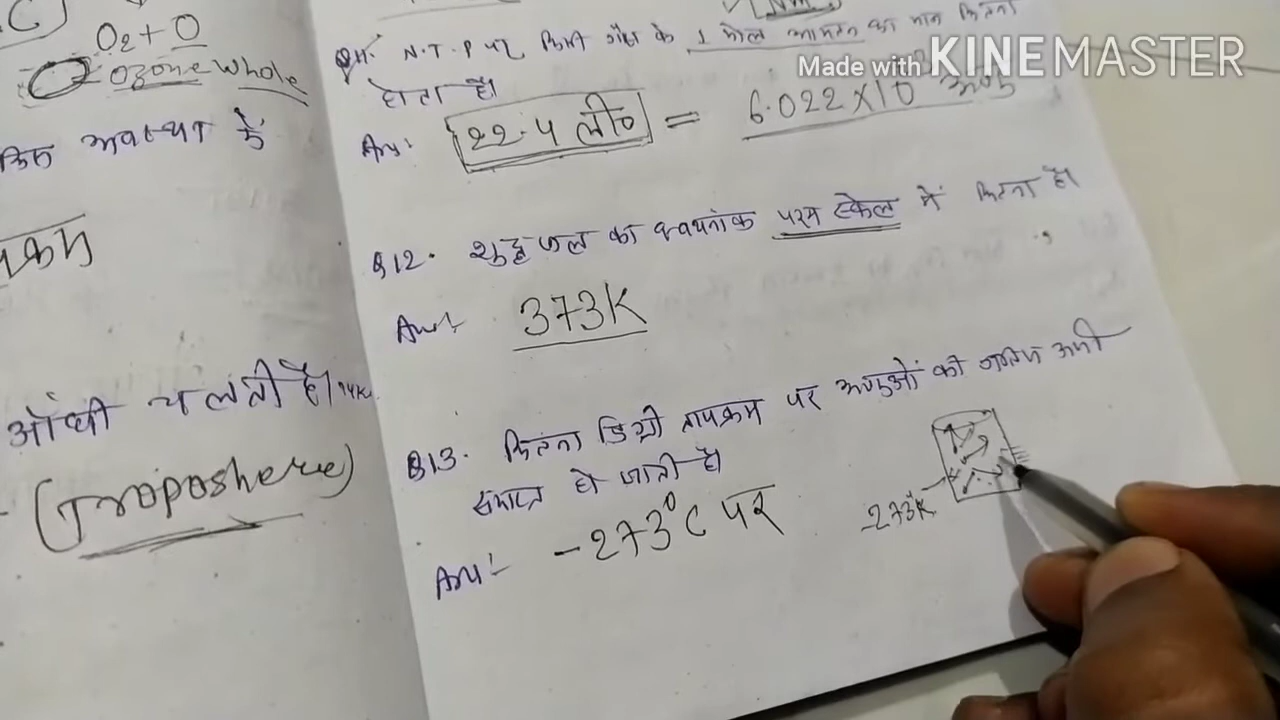 C)
O2 + O
Ozone whole
किस अवस्था में
ओंधी चलती है।
(Troposhere)
Made with KINEMASTER
N.T.P पर किसी गैस के 1 मोल आयतन का मान कितना
होता है।
Ans: 22.4 ली० = 6.022 X 10
Q12. शुद्ध जल का क्वथनांक परम स्केल में कितना है।
Ans:- 373K
Q13. कितना डिग्री तापक्रम पर अणुओं की गतिज ऊर्जा
समाप्त हो जाती है।
-273K
Ans:- -273°C पर